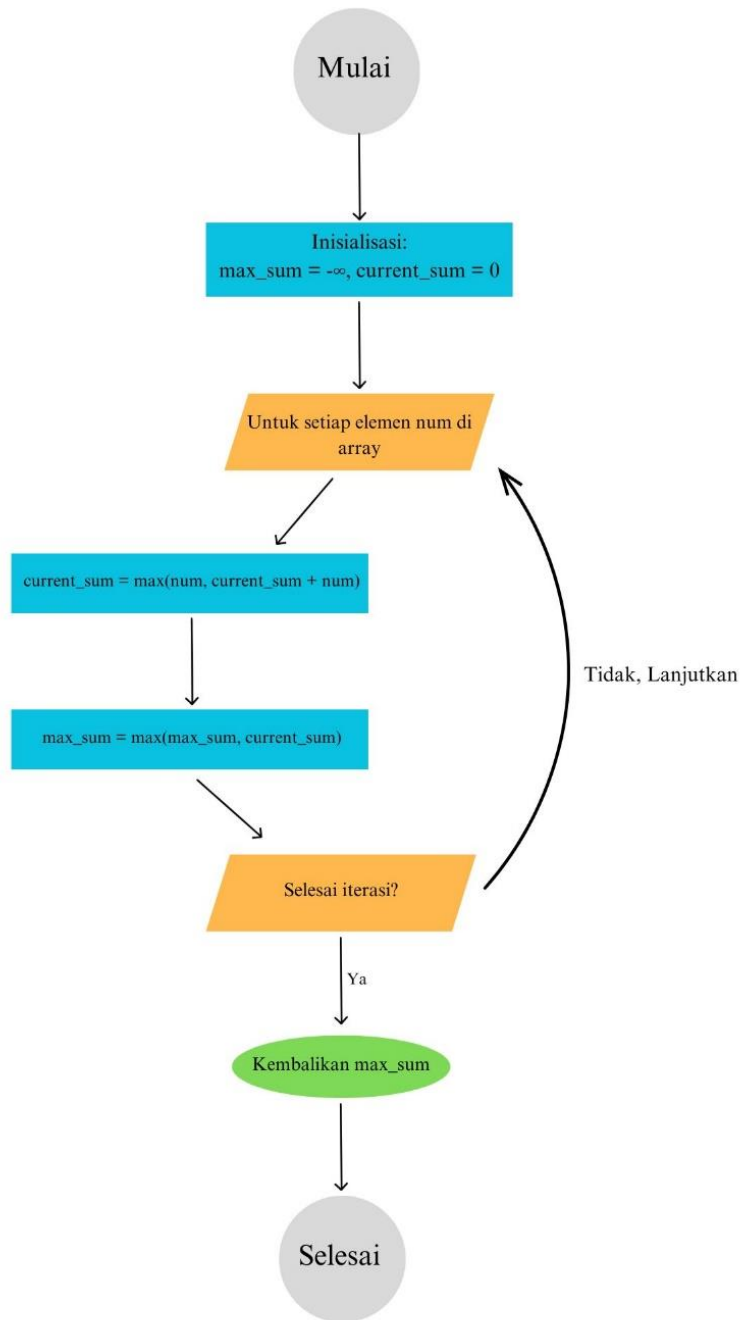 Mulai
Inisialisasi:
max_sum = -∞, current_sum = 0
Untuk setiap elemen num di
array
current_sum = max(num, current_sum + num)
Tidak, Lanjutkan
max_sum = max(max_sum, current_sum)
Selesai iterasi?
Ya
Kembalikan max_sum
Selesai